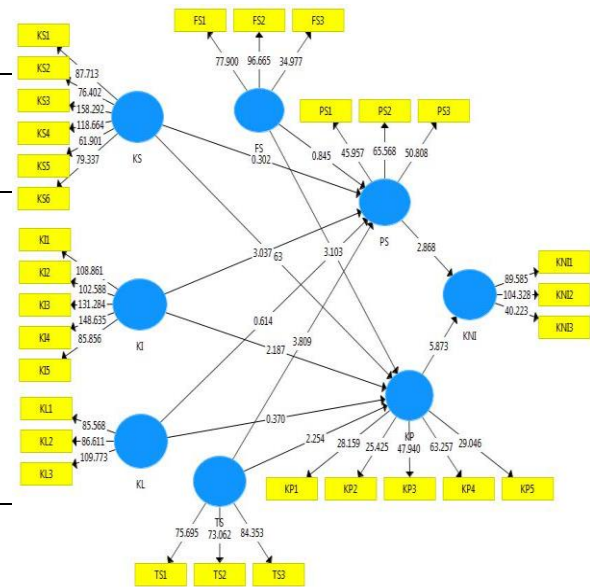 FS1 FS2 FS3
77.900 96.665 34.977
FS
KS1
KS2
KS3
KS4
KS5
KS6
87.713
76.402
158.292
118.664
61.901
79.337
KS
PS1 PS2 PS3
45.957 65.568 50.808
PS
0.302
0.845
3.037
63
3.103
2.868
KI1
KI2
KI3
KI4
KI5
108.861
102.588
131.284
148.635
85.856
KI
0.614
3.809
2.187
KNI
89.585
104.328
40.223
KNI1
KNI2
KNI3
5.873
KL1
KL2
KL3
85.568
86.611
109.773
KL
0.370
2.254
KP
28.159 25.425 47.940 63.257 29.046
KP1 KP2 KP3 KP4 KP5
TS
75.695 73.062 84.353
TS1 TS2 TS3